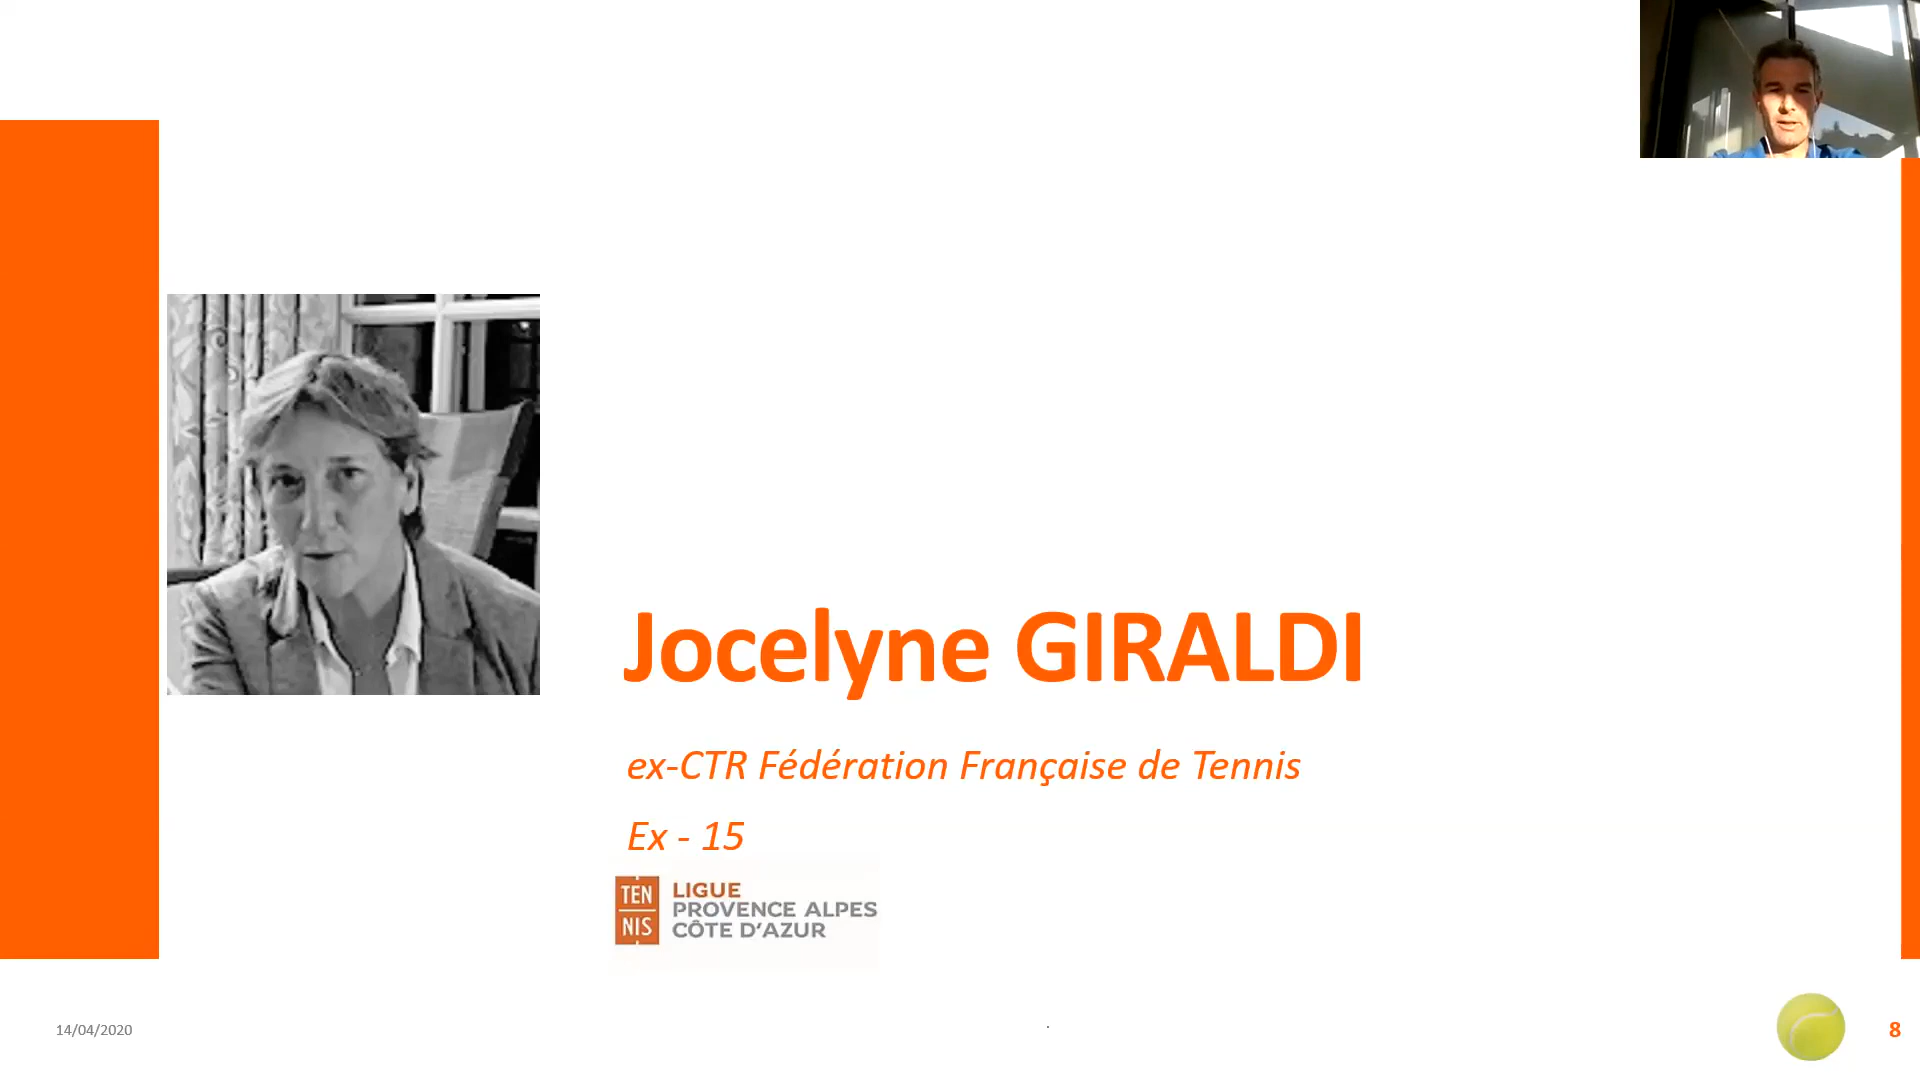 Jocelyne GIRALDI
ex-CTR Fédération Française de Tennis
Ex - 15
TEN
NIS
LIGUE
PROVENCE ALPES
CÔTE D'AZUR
14/04/2020
.
8